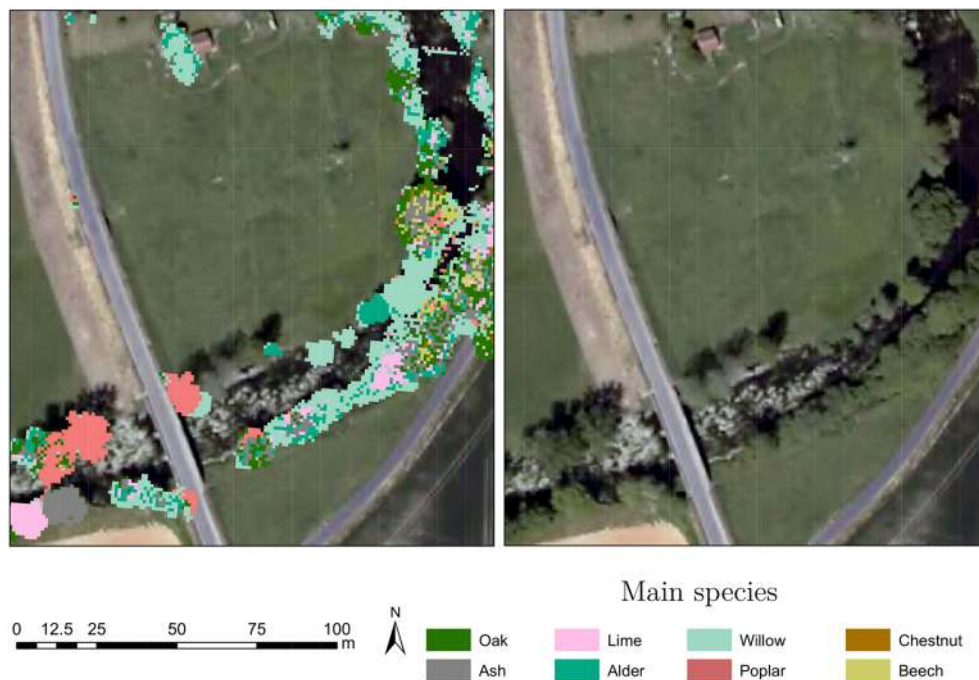 Main species
N
0 12.5 25 50 75 100
m
Oak Lime Willow Chestnut
Ash Alder Poplar Beech